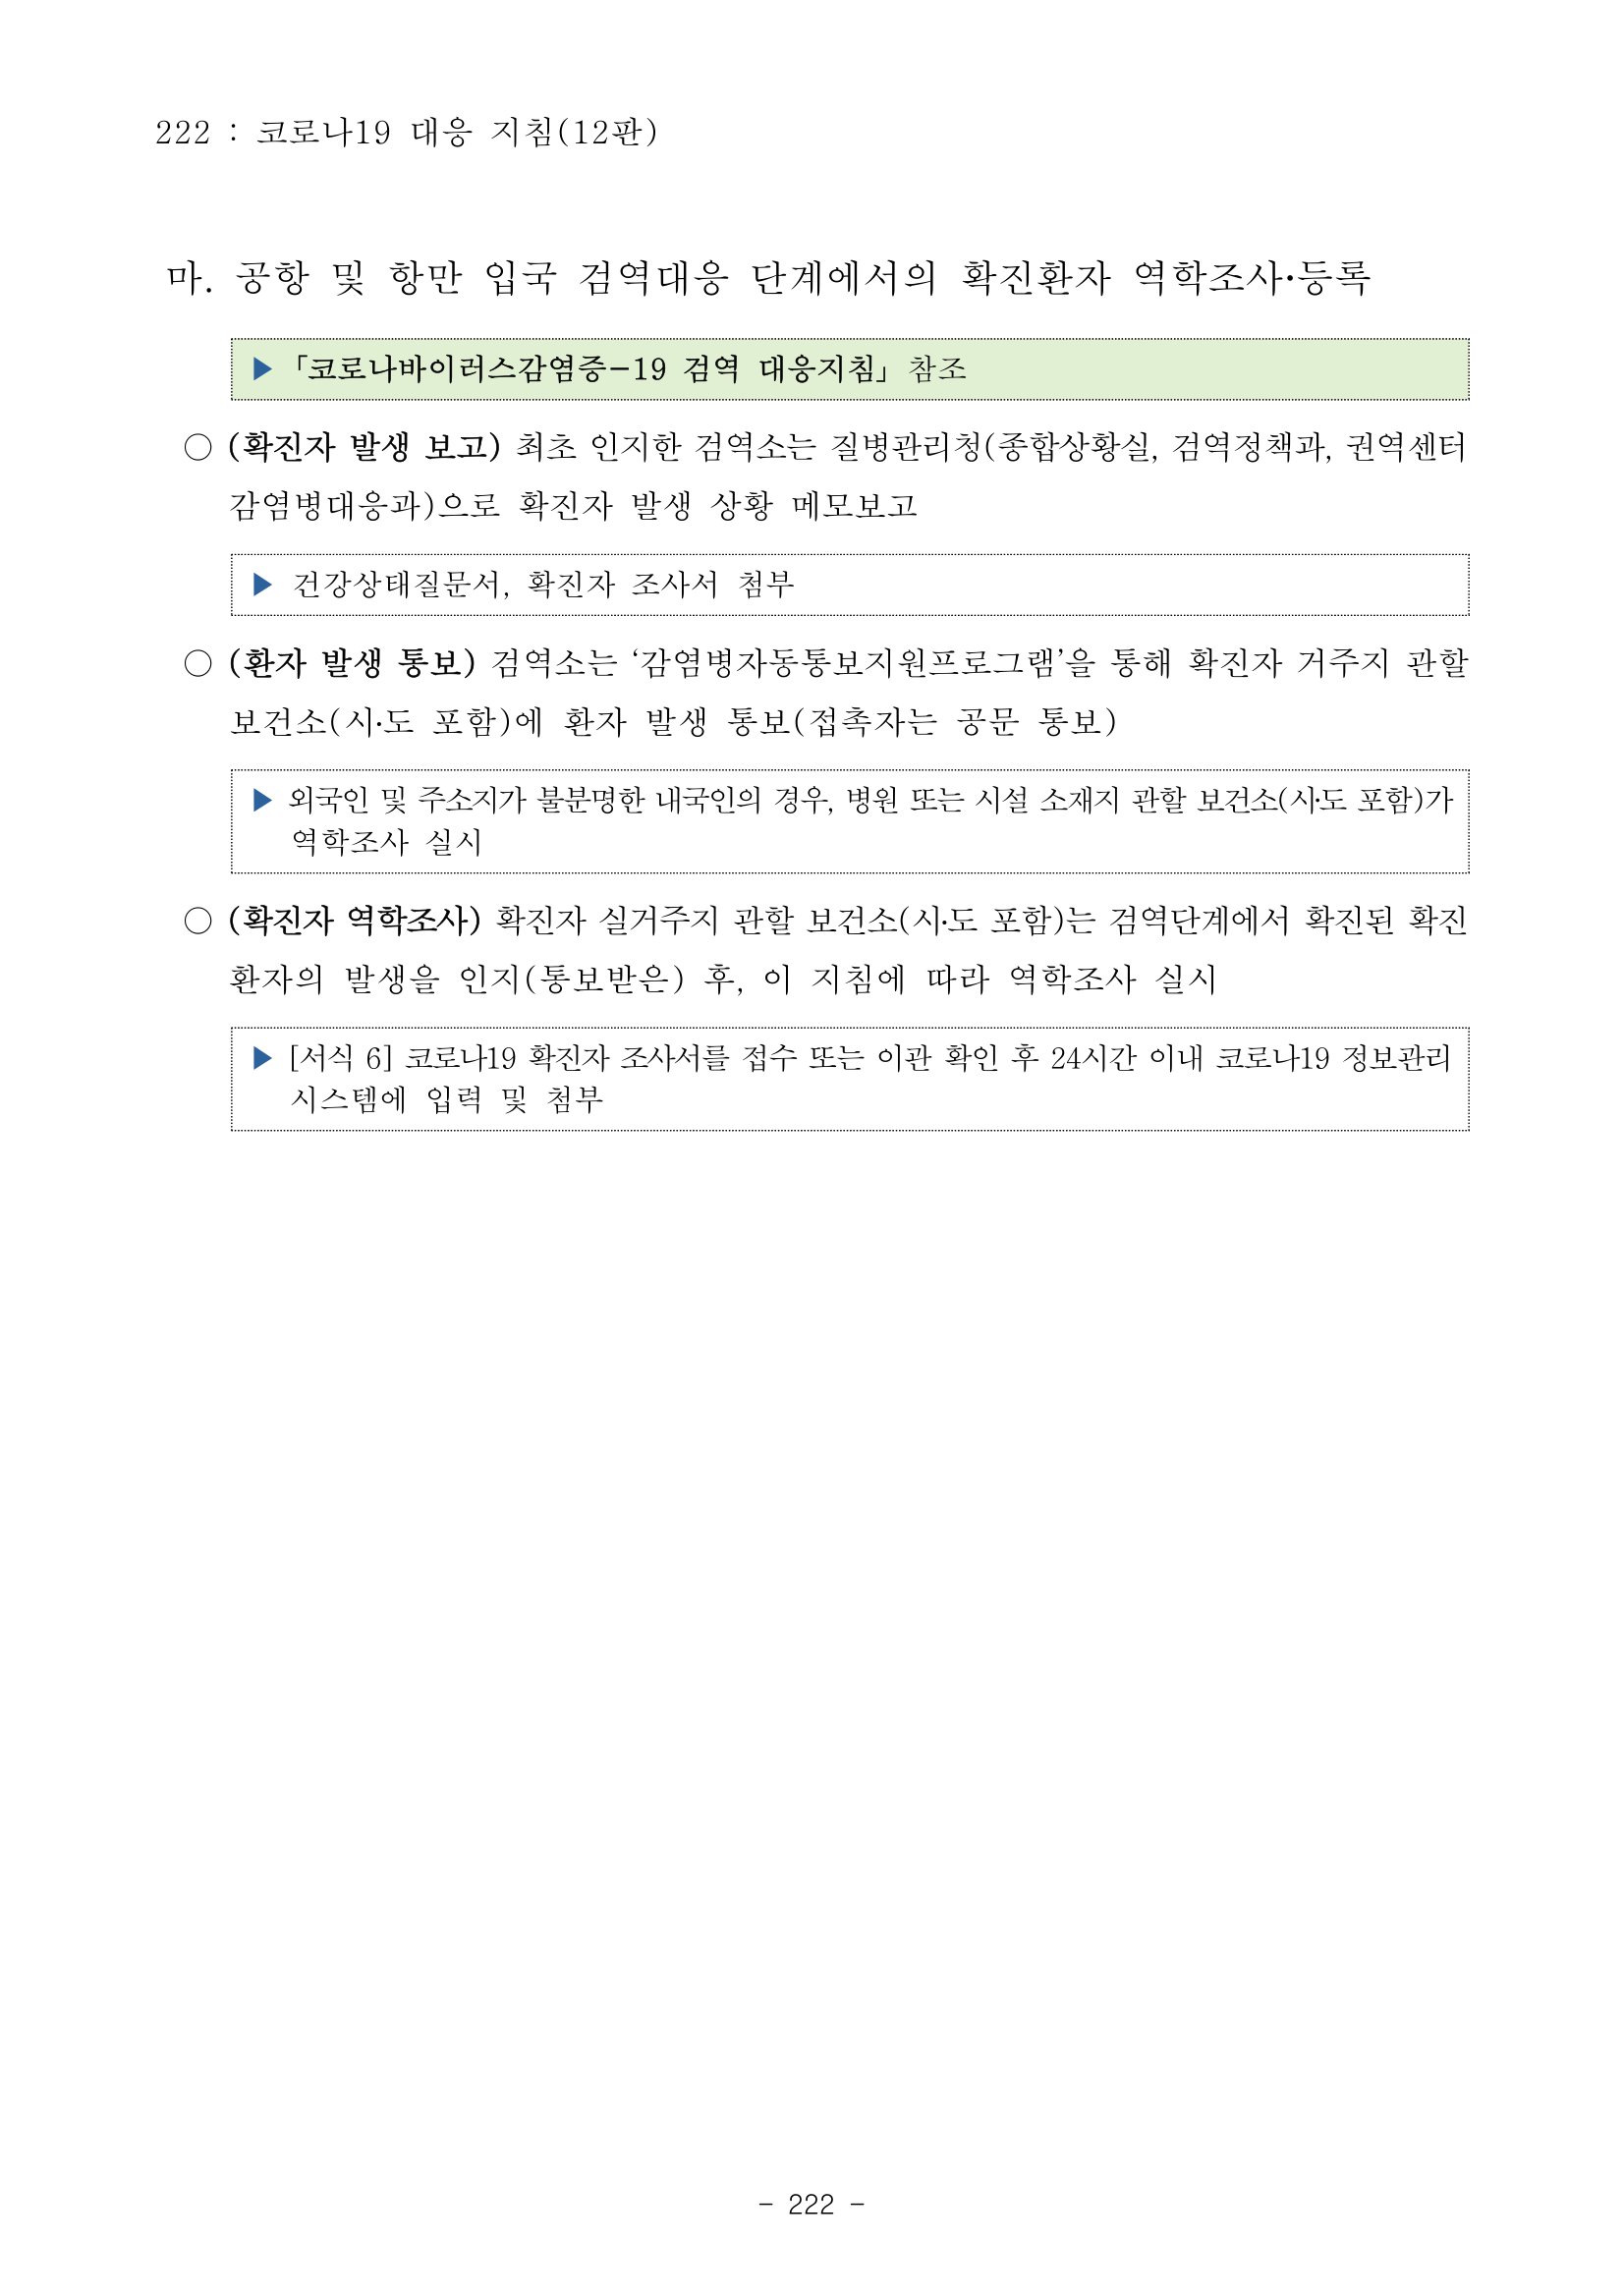 222 : 코로나19 대응 지침(12판)
마. 공항 및 항만 입국 검역대응 단계에서의 확진환자 역학조사·등록
▶ 「코로나바이러스감염증-19 검역 대응지침」 참조
○ (확진자 발생 보고) 최초 인지한 검역소는 질병관리청(종합상황실, 검역정책과, 권역센터
감염병대응과)으로 확진자 발생 상황 메모보고
▶ 건강상태질문서, 확진자 조사서 첨부
○ (환자 발생 통보) 검역소는 ‘감염병자동통보지원프로그램’을 통해 확진자 거주지 관할
보건소(시·도 포함)에 환자 발생 통보(접촉자는 공문 통보)
▶ 외국인 및 주소지가 불분명한 내국인의 경우, 병원 또는 시설 소재지 관할 보건소(시·도 포함)가
역학조사 실시
○ (확진자 역학조사) 확진자 실거주지 관할 보건소(시·도 포함)는 검역단계에서 확진된 확진
환자의 발생을 인지(통보받은) 후, 이 지침에 따라 역학조사 실시
▶ [서식 6] 코로나19 확진자 조사서를 접수 또는 이관 확인 후 24시간 이내 코로나19 정보관리
시스템에 입력 및 첨부
- 222 -